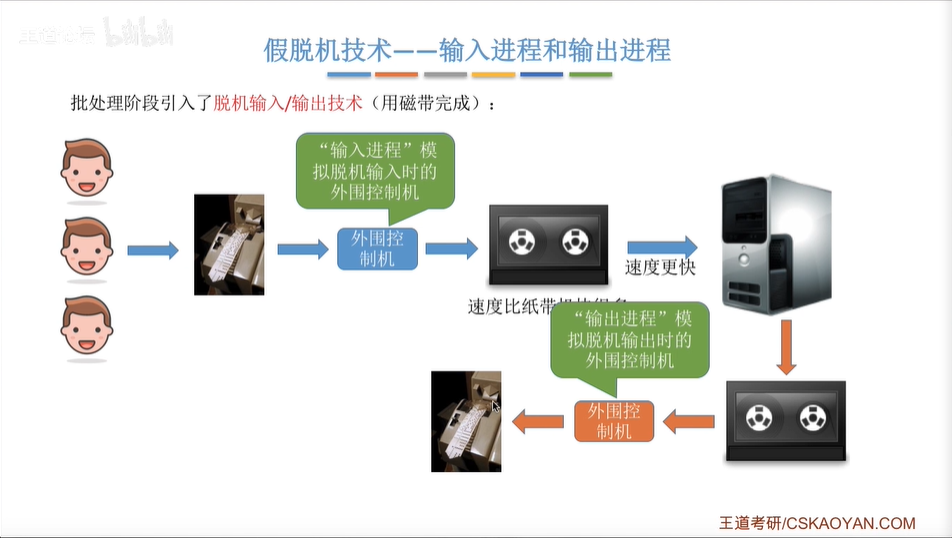 假脱机技术——输入进程和输出进程
批处理阶段引入了脱机输入/输出技术（用磁带完成）：
“输入进程”模
拟脱机输入时的
外围控制机
外围控
制机
速度更快
速度比纸带机快得多
“输出进程”模
拟脱机输出时的
外围控制机
外围控
制机
王道考研/CSKAOYAN.COM
bilibili